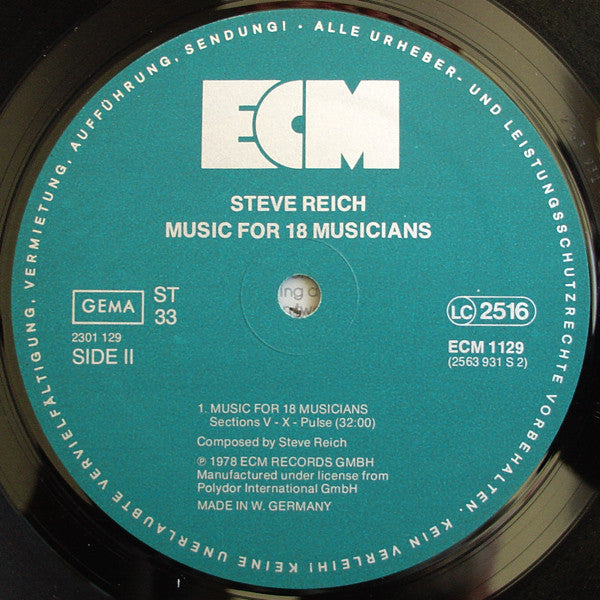 ALLE URHEBER- UND LEISTUNGSSCHUTZRECHTE VORBEHALTEN. KEIN VERLEIH! KEINE UNERLAUBTE VERVIELFÄLTIGUNG, VERMIETUNG, AUFFÜHRUNG, SENDUNG! ·
ECM
STEVE REICH
MUSIC FOR 18 MUSICIANS
ing
GEMA
ST
33
LC 2516
2301 129
SIDE II
ECM 1129
(2563 931 S 2)
1. MUSIC FOR 18 MUSICIANS
Sections V - X - Pulse (32:00)
Composed by Steve Reich
℗ 1978 ECM RECORDS GMBH
Manufactured under license from
Polydor International GmbH
MADE IN W. GERMANY